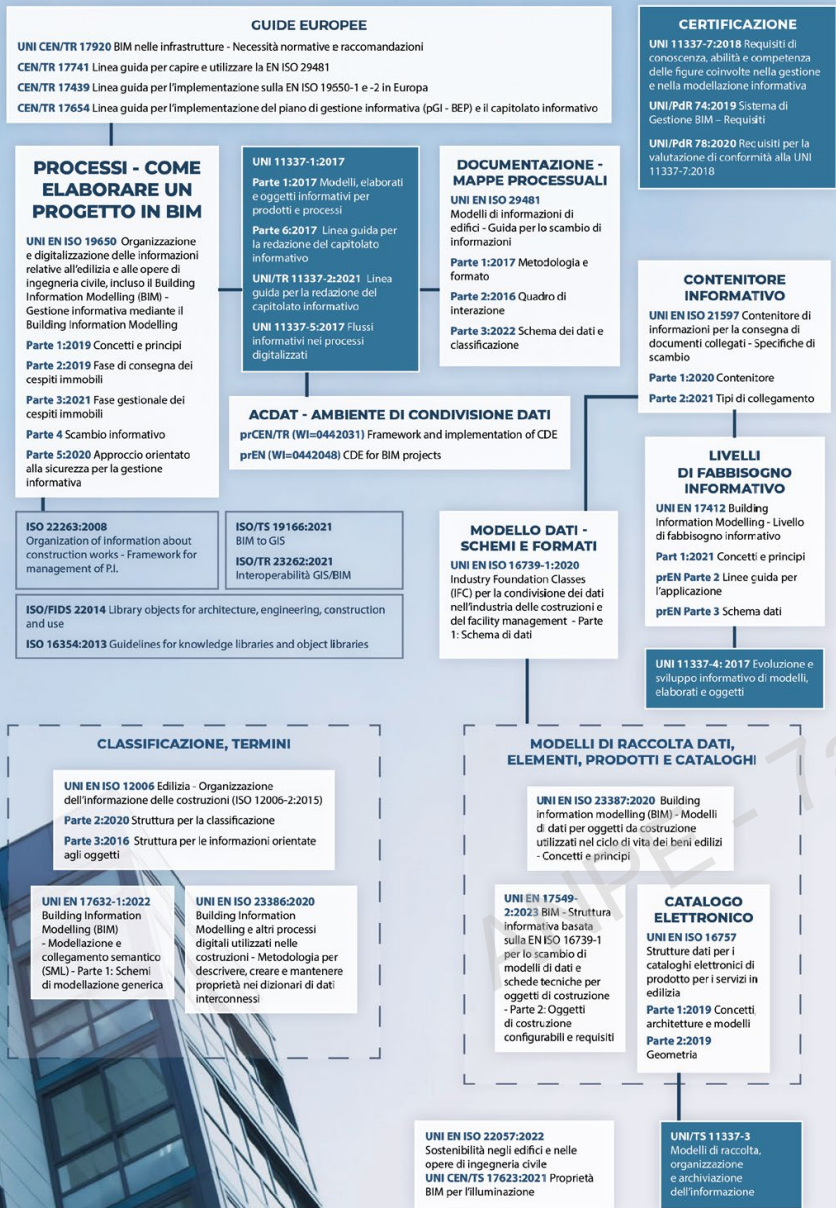 GUIDE EUROPEE
UNI CEN/TR 17920 BIM nelle infrastrutture - Necessità normative e raccomandazioni
CEN/TR 17741 Linea guida per capire e utilizzare la EN ISO 29481
CEN/TR 17439 Linea guida per l'implementazione sulla EN ISO 19650-1 e -2 in Europa
CEN/TR 17654 Linea guida per l'implementazione del piano di gestione informativa (pGI - BEP) e il capitolato informativo
CERTIFICAZIONE
UNI 11337-7:2018 Requisiti di
conoscenza, abilità e competenza
delle figure coinvolte nella gestione
e nella modellazione informativa
UNI/PdR 74:2019 Sistema di
Gestione BIM – Requisiti
UNI/PdR 78:2020 Requisiti per la
valutazione di conformità alla UNI
11337-7:2018
PROCESSI - COME
ELABORARE UN
PROGETTO IN BIM
UNI EN ISO 19650 Organizzazione
e digitalizzazione delle informazioni
relative all'edilizia e alle opere di
ingegneria civile, incluso il Building
Information Modelling (BIM) -
Gestione informativa mediante il
Building Information Modelling
Parte 1:2019 Concetti e principi
Parte 2:2019 Fase di consegna dei
cespiti immobili
Parte 3:2021 Fase gestionale dei
cespiti immobili
Parte 4 Scambio informativo
Parte 5:2020 Approccio orientato
alla sicurezza per la gestione
informativa
UNI 11337-1:2017
Parte 1:2017 Modelli, elaborati
e oggetti informativi per
prodotti e processi
Parte 6:2017 Linea guida per
la redazione del capitolato
informativo
UNI/TR 11337-2:2021 Linea
guida per la redazione del
capitolato informativo
UNI 11337-5:2017 Flussi
informativi nei processi
digitalizzati
DOCUMENTAZIONE -
MAPPE PROCESSUALI
UNI EN ISO 29481
Modelli di informazioni di
edifici - Guida per lo scambio di
informazioni
Parte 1:2017 Metodologia e
formato
Parte 2:2016 Quadro di
interazione
Parte 3:2022 Schema dei dati e
classificazione
CONTENITORE
INFORMATIVO
UNI EN ISO 21597 Contenitore di
informazioni per la consegna di
documenti collegati - Specifiche di
scambio
Parte 1:2020 Contenitore
Parte 2:2021 Tipi di collegamento
ACDAT - AMBIENTE DI CONDIVISIONE DATI
prCEN/TR (WI=0442031) Framework and implementation of CDE
prEN (WI=0442048) CDE for BIM projects
LIVELLI
DI FABBISOGNO
INFORMATIVO
UNI EN 17412 Building
Information Modelling - Livello
di fabbisogno informativo
Part 1:2021 Concetti e principi
prEN Parte 2 Linee guida per
l'applicazione
prEN Parte 3 Schema dati
ISO 22263:2008
Organization of information about
construction works - Framework for
management of P.I.
ISO/TS 19166:2021
BIM to GIS
ISO/TR 23262:2021
Interoperabilità GIS/BIM
ISO/FIDS 22014 Library objects for architecture, engineering, construction
and use
ISO 16354:2013 Guidelines for knowledge libraries and object libraries
MODELLO DATI -
SCHEMI E FORMATI
UNI EN ISO 16739-1:2020
Industry Foundation Classes
(IFC) per la condivisione dei dati
nell'industria delle costruzioni e
del facility management - Parte
1: Schema di dati
UNI 11337-4: 2017 Evoluzione e
sviluppo informativo di modelli,
elaborati e oggetti
CLASSIFICAZIONE, TERMINI
UNI EN ISO 12006 Edilizia - Organizzazione
dell'informazione delle costruzioni (ISO 12006-2:2015)
Parte 2:2020 Struttura per la classificazione
Parte 3:2016 Struttura per le informazioni orientate
agli oggetti
UNI EN 17632-1:2022
Building Information
Modelling (BIM)
- Modellazione e
collegamento semantico
(SML) - Parte 1: Schemi
di modellazione generica
UNI EN ISO 23386:2020
Building Information
Modelling e altri processi
digitali utilizzati nelle
costruzioni - Metodologia per
descrivere, creare e mantenere
proprietà nei dizionari di dati
interconnessi
MODELLI DI RACCOLTA DATI,
ELEMENTI, PRODOTTI E CATALOGHI
UNI EN ISO 23387:2020 Building
information modelling (BIM) - Modelli
di dati per oggetti da costruzione
utilizzati nel ciclo di vita dei beni edilizi
- Concetti e principi
UNI EN 17549-
2:2023 BIM - Struttura
informativa basata
sulla EN ISO 16739-1
per lo scambio di
modelli di dati e
schede tecniche per
oggetti di costruzione
- Parte 2: Oggetti
di costruzione
configurabili e requisiti
CATALOGO
ELETTRONICO
UNI EN ISO 16757
Strutture dati per i
cataloghi elettronici di
prodotto per i servizi in
edilizia
Parte 1:2019 Concetti,
architetture e modelli
Parte 2:2019
Geometria
UNI EN ISO 22057:2022
Sostenibilità negli edifici e nelle
opere di ingegneria civile
UNI CEN/TS 17623:2021 Proprietà
BIM per l'illuminazione
UNI/TS 11337-3
Modelli di raccolta,
organizzazione
e archiviazione
dell'informazione
ANPE - 7